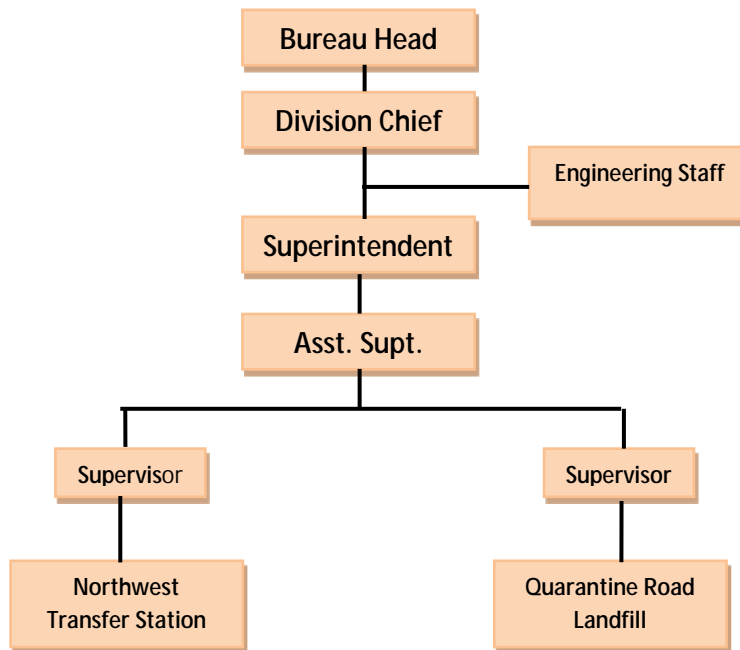 Bureau Head
Division Chief
Engineering Staff
Superintendent
Asst. Supt.
Supervisor
Supervisor
Northwest
Transfer Station
Quarantine Road
Landfill